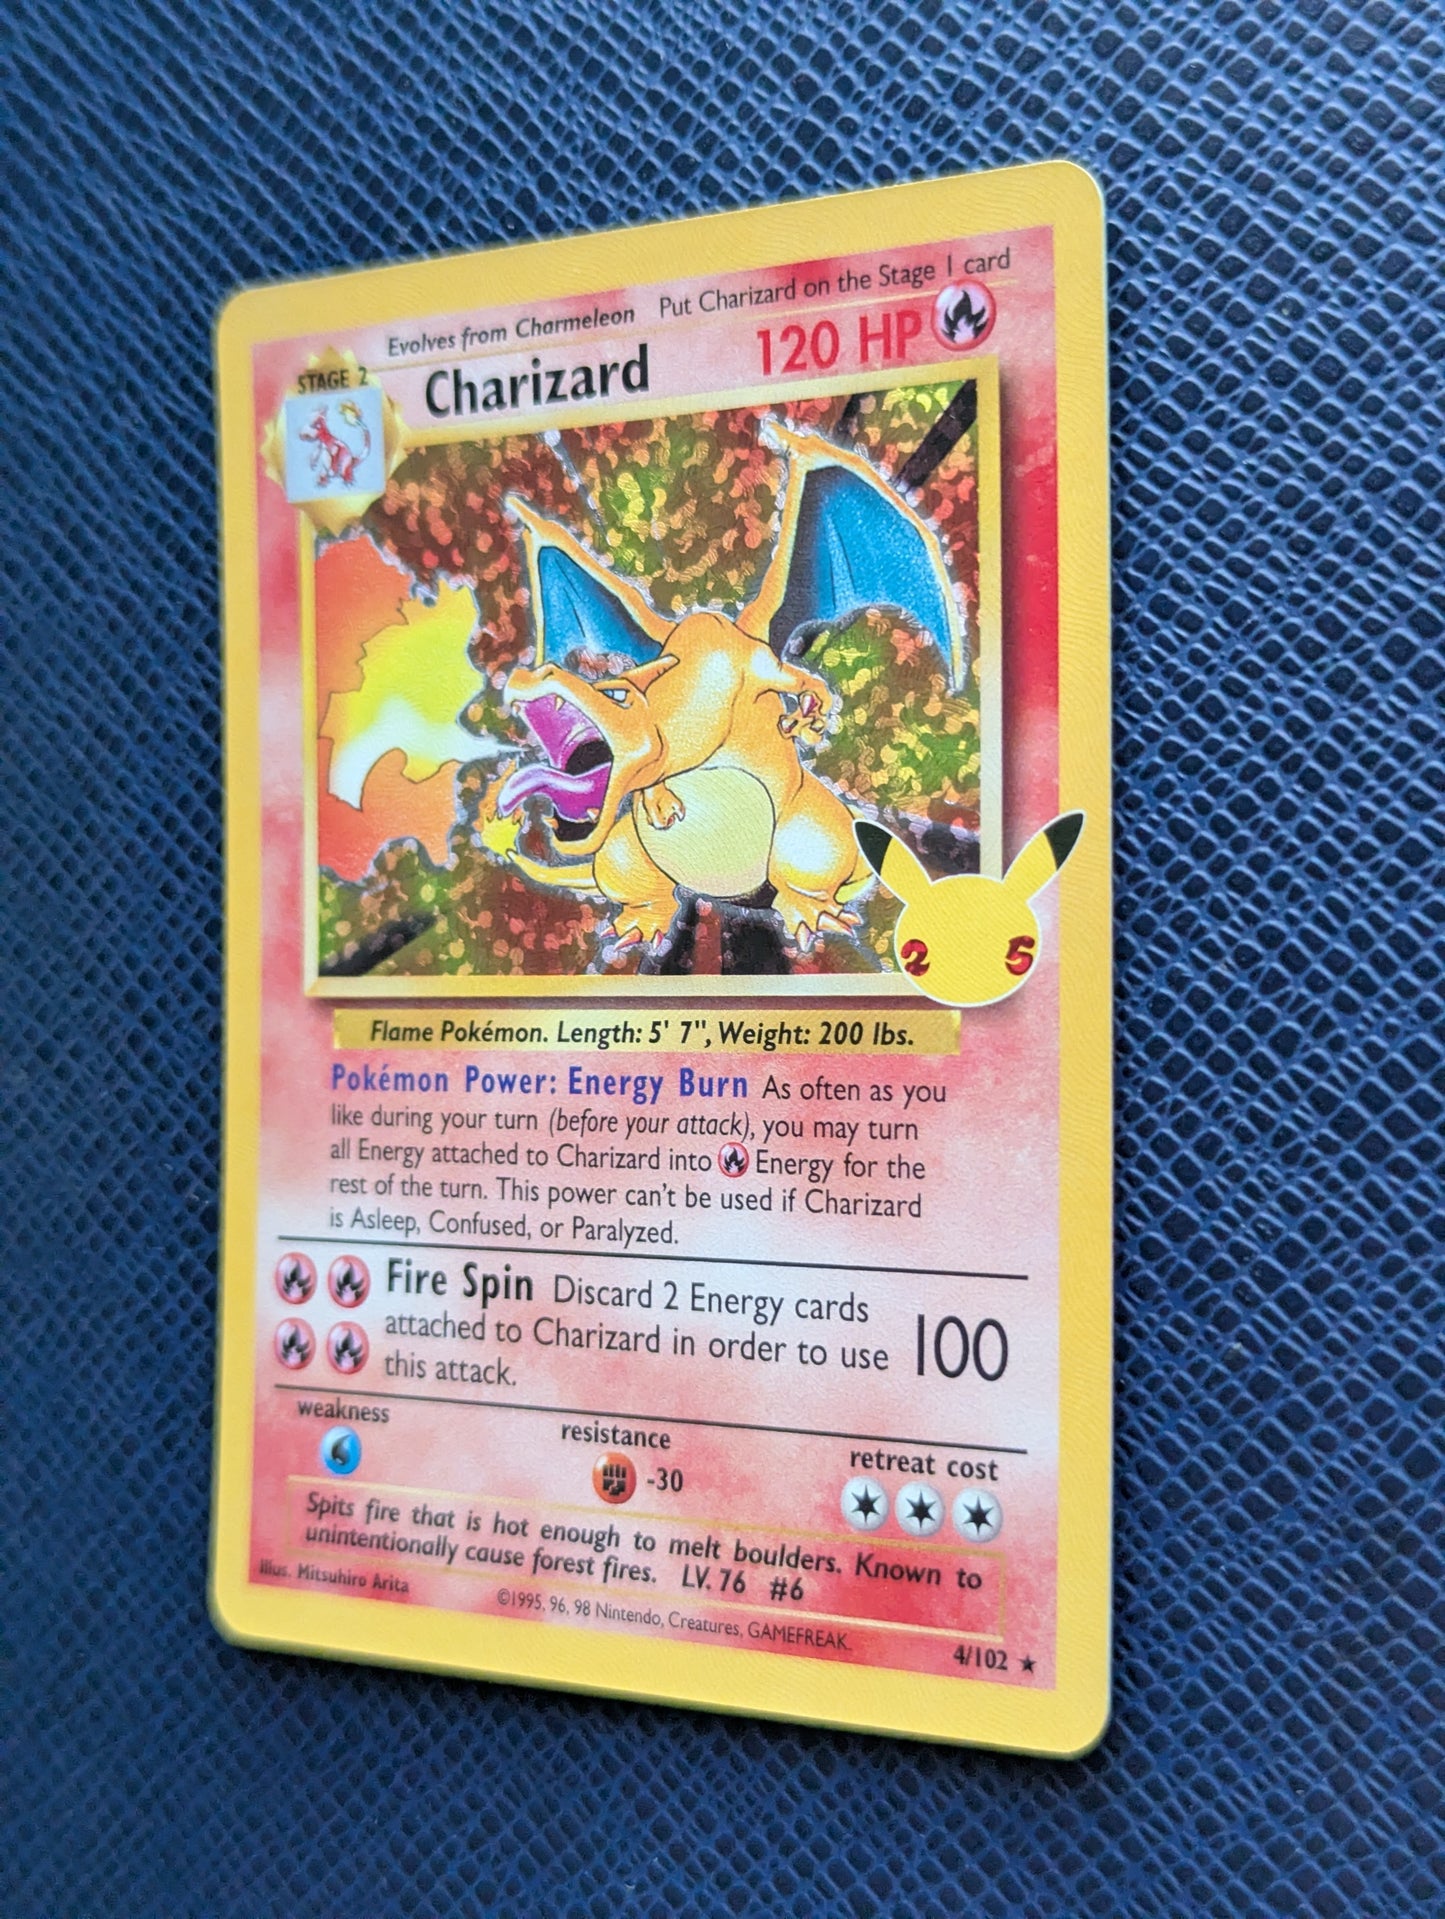 Evolves from Charmeleon Put Charizard on the Stage 1 card
STAGE 2
Charizard 120 HP
2 5
Flame Pokémon. Length: 5' 7", Weight: 200 lbs.
Pokémon Power: Energy Burn As often as you
like during your turn (before your attack), you may turn
all Energy attached to Charizard into Energy for the
rest of the turn. This power can't be used if Charizard
is Asleep, Confused, or Paralyzed.
Fire Spin Discard 2 Energy cards
attached to Charizard in order to use 100
this attack.
weakness resistance retreat cost
-30
Spits fire that is hot enough to melt boulders. Known to
unintentionally cause forest fires. LV. 76 #6
Illus. Mitsuhiro Arita ©1995, 96, 98 Nintendo, Creatures, GAMEFREAK. 4/102 ★